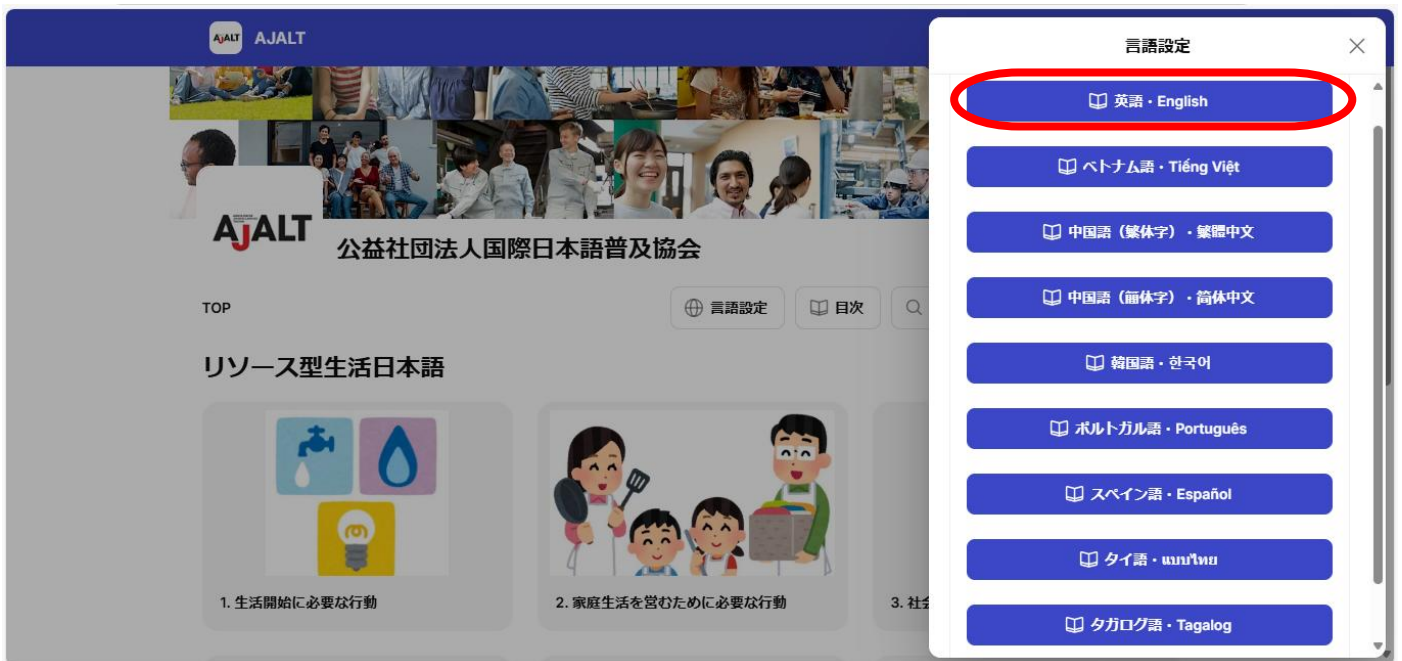 AJALT AJALT
AJALT
公益社団法人国際日本語普及協会
TOP
言語設定
目次
リソース型生活日本語
1. 生活開始に必要な行動
2. 家庭生活を営むために必要な行動
3. 社会
言語設定
英語・English
ベトナム語・Tiếng Việt
中国語（繁体字）・繁體中文
中国語（簡体字）・简体中文
韓国語・한국어
ポルトガル語・Português
スペイン語・Español
タイ語・แบบไทย
タガログ語・Tagalog